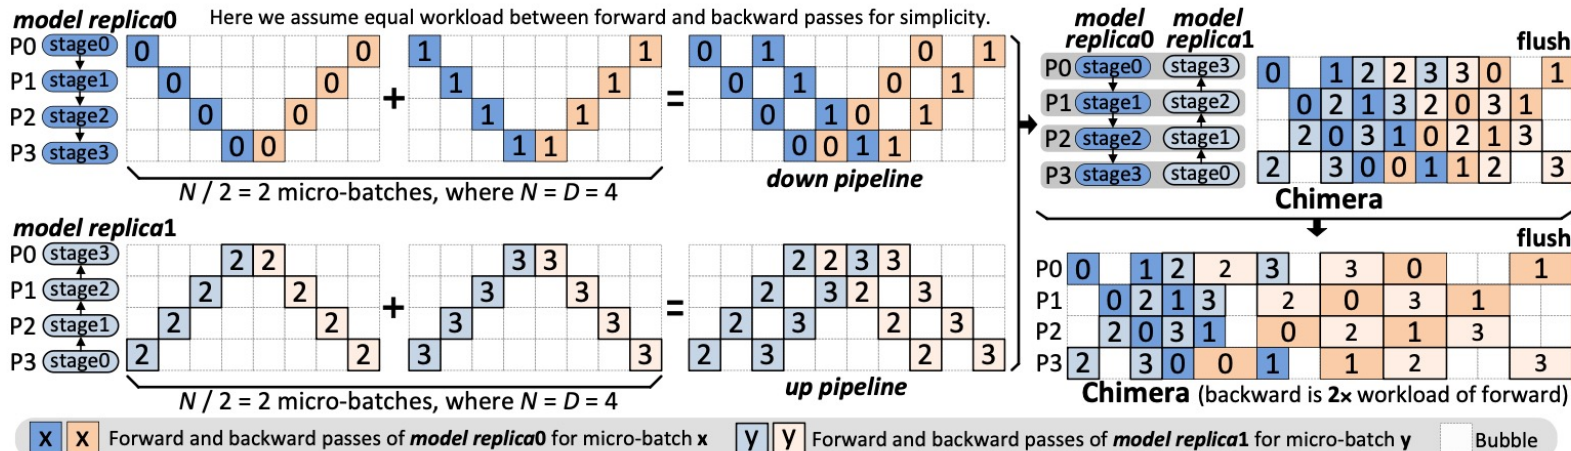 model replica0
Here we assume equal workload between forward and backward passes for simplicity.
P0 stage0
P1 stage1
P2 stage2
P3 stage3
0 0
0 0
0 0
0 0
+
1 1
1 1
1 1
1 1
=
0 1 0 1
0 1 0 1
0 1 0 1
0 0 1 1
N / 2 = 2 micro-batches, where N = D = 4
down pipeline
model replica0 model replica1
P0 stage0 stage3
P1 stage1 stage2
P2 stage2 stage1
P3 stage3 stage0
flush
0 1 2 2 3 3 0 1
0 2 1 3 2 0 3 1
2 0 3 1 0 2 1 3
2 3 0 0 1 1 2 3
Chimera
model replica1
P0 stage3
P1 stage2
P2 stage1
P3 stage0
2 2
2 2
2 2
2 2
+
3 3
3 3
3 3
3 3
=
2 2 3 3
2 3 2 3
2 3 2 3
2 3 2 3
N / 2 = 2 micro-batches, where N = D = 4
up pipeline
flush
P0 0 1 2 2 3 3 0 1
P1 0 2 1 3 2 0 3 1
P2 2 0 3 1 0 2 1 3
P3 2 3 0 0 1 1 2 3
Chimera (backward is 2× workload of forward)
x x Forward and backward passes of model replica0 for micro-batch x
y y Forward and backward passes of model replica1 for micro-batch y
Bubble